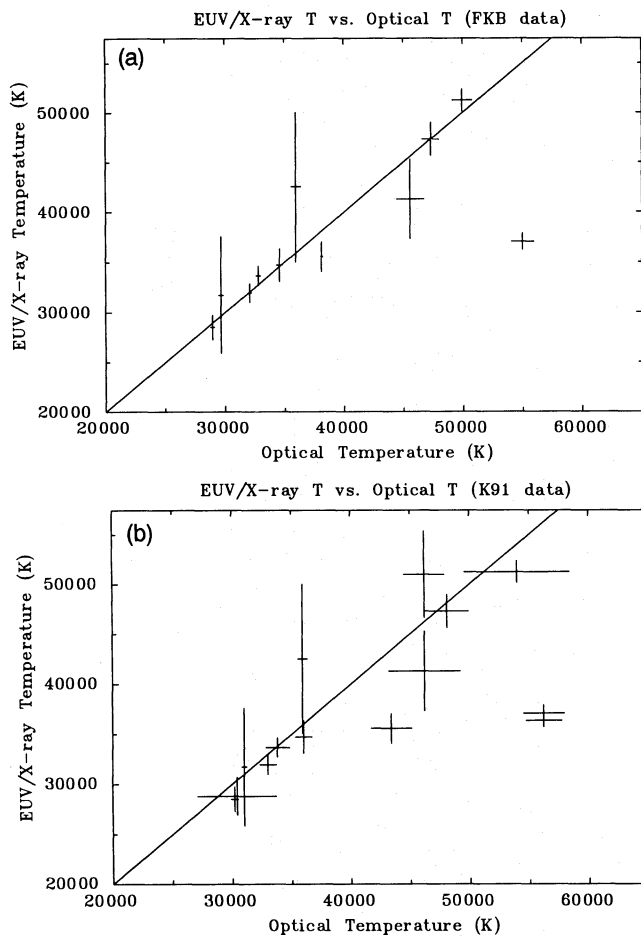 EUV/X-ray T vs. Optical T (FKB data)
(a)
50000
40000
30000
20000
EUV/X-ray Temperature (K)
20000 30000 40000 50000 60000
Optical Temperature (K)
EUV/X-ray T vs. Optical T (K91 data)
(b)
50000
40000
30000
20000
EUV/X-ray Temperature (K)
20000 30000 40000 50000 60000
Optical Temperature (K)